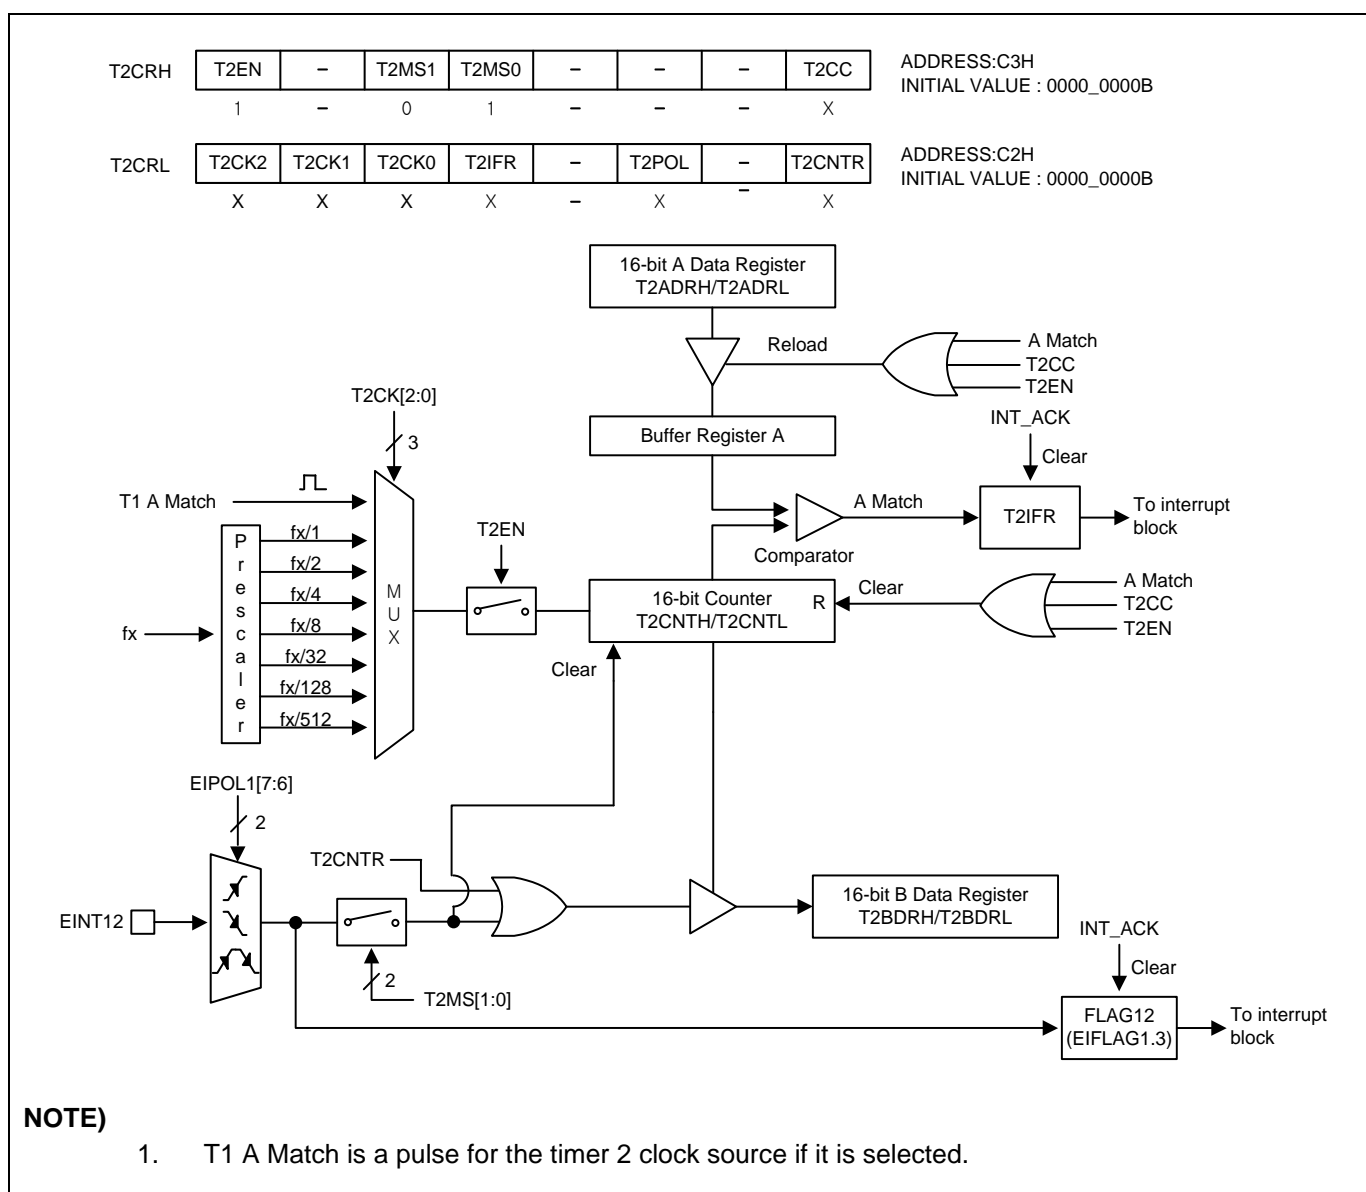 T2CRH T2EN – T2MS1 T2MS0 – – – T2CC ADDRESS:C3H
INITIAL VALUE : 0000_0000B
1 – 0 1 – – – X
T2CRL T2CK2 T2CK1 T2CK0 T2IFR – T2POL – T2CNTR ADDRESS:C2H
INITIAL VALUE : 0000_0000B
X X X X – X – X
16-bit A Data Register
T2ADRH/T2ADRL
Reload
A Match
T2CC
T2EN
T2CK[2:0]
3
Buffer Register A
INT_ACK
Clear
T1 A Match
A Match
T2IFR
To interrupt
block
Comparator
Prescaler
fx/1
fx/2
fx/4
fx/8
fx/32
fx/128
fx/512
fx
MUX
T2EN
16-bit Counter
T2CNTH/T2CNTL
R
Clear
A Match
T2CC
T2EN
Clear
EIPOL1[7:6]
2
T2CNTR
EINT12
2
T2MS[1:0]
16-bit B Data Register
T2BDRH/T2BDRL
INT_ACK
Clear
FLAG12
(EIFLAG1.3)
To interrupt
block
NOTE)
1. T1 A Match is a pulse for the timer 2 clock source if it is selected.